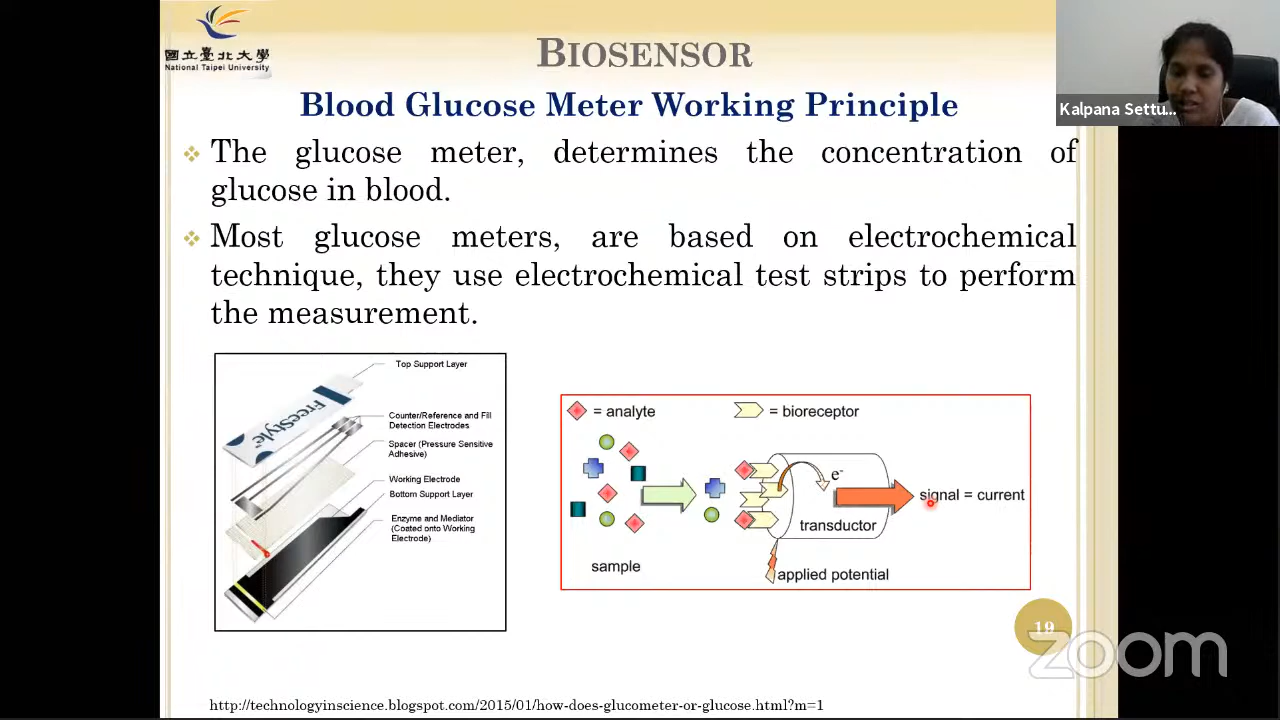 國立臺北大學
National Taipei University
BIOSENSOR
Kalpana Settu...
Blood Glucose Meter Working Principle
The glucose meter, determines the concentration of
glucose in blood.
Most glucose meters, are based on electrochemical
technique, they use electrochemical test strips to perform
the measurement.
Top Support Layer
FreeStyle™
Counter/Reference and Fill
Detection Electrodes
Spacer (Pressure Sensitive
Adhesive)
Working Electrode
Bottom Support Layer
Enzyme and Mediator
(Coated onto Working
Electrode)
= analyte
= bioreceptor
e-
signal = current
transductor
sample
applied potential
19
zoom
http://technologyinscience.blogspot.com/2015/01/how-does-glucometer-or-glucose.html?m=1